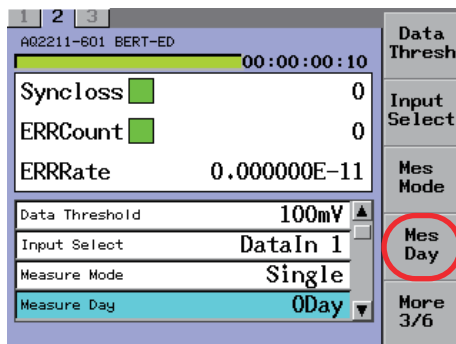 1 2 3
AQ2211-601 BERT-ED
00:00:00:10
Syncloss 0
ERRCount 0
ERRRate 0.000000E-11
Data Threshold 100mV
Input Select DataIn 1
Measure Mode Single
Measure Day 0Day
Data
Thresh
Input
Select
Mes
Mode
Mes
Day
More
3/6